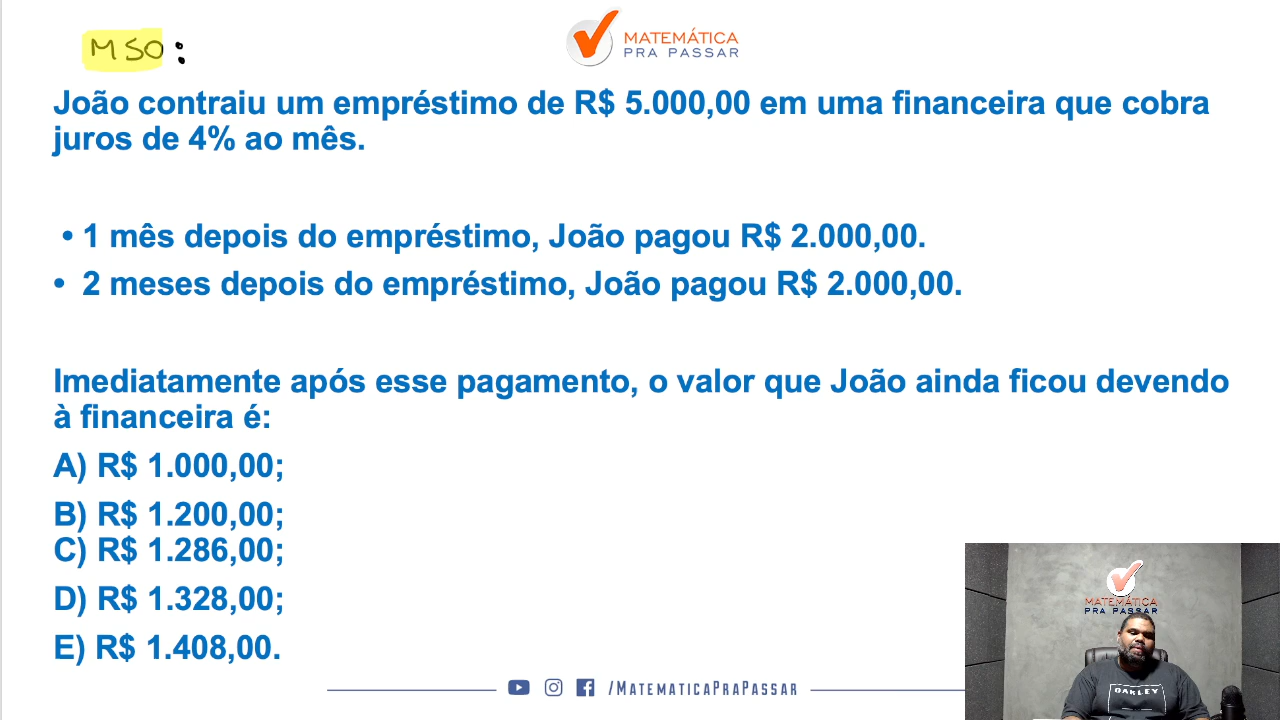 MSO:
MATEMÁTICA
PRA PASSAR
João contraiu um empréstimo de R$ 5.000,00 em uma financeira que cobra
juros de 4% ao mês.
• 1 mês depois do empréstimo, João pagou R$ 2.000,00.
• 2 meses depois do empréstimo, João pagou R$ 2.000,00.
Imediatamente após esse pagamento, o valor que João ainda ficou devendo
à financeira é:
A) R$ 1.000,00;
B) R$ 1.200,00;
C) R$ 1.286,00;
D) R$ 1.328,00;
E) R$ 1.408,00.
MATEMÁTICA
PRA PASSAR
OAKLEY
/MATEMATICAPRAPASSAR